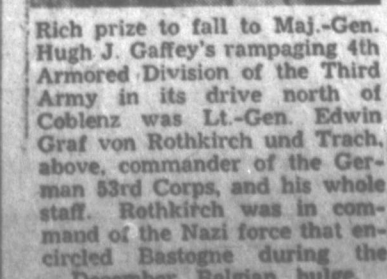 Rich prize to fall to Maj.-Gen.
Hugh J. Gaffey's rampaging 4th
Armored Division of the Third
Army in its drive north of
Coblenz was Lt.-Gen. Edwin
Graf von Rothkirch und Trach,
above, commander of the Ger-
man 53rd Corps, and his whole
staff. Rothkirch was in com-
mand of the Nazi force that en-
circled Bastogne during the
December Belgian bulge.